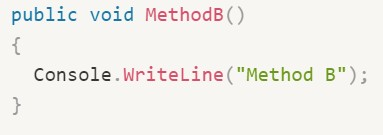 public void MethodB()
{
  Console.WriteLine("Method B");
}